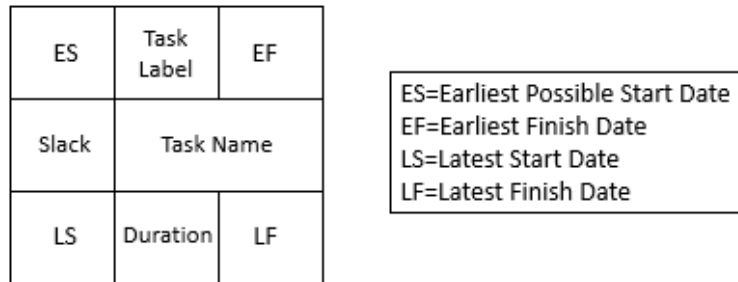 ES
Task
Label
EF
Slack
Task Name
LS
Duration
LF
ES=Earliest Possible Start Date
EF=Earliest Finish Date
LS=Latest Start Date
LF=Latest Finish Date